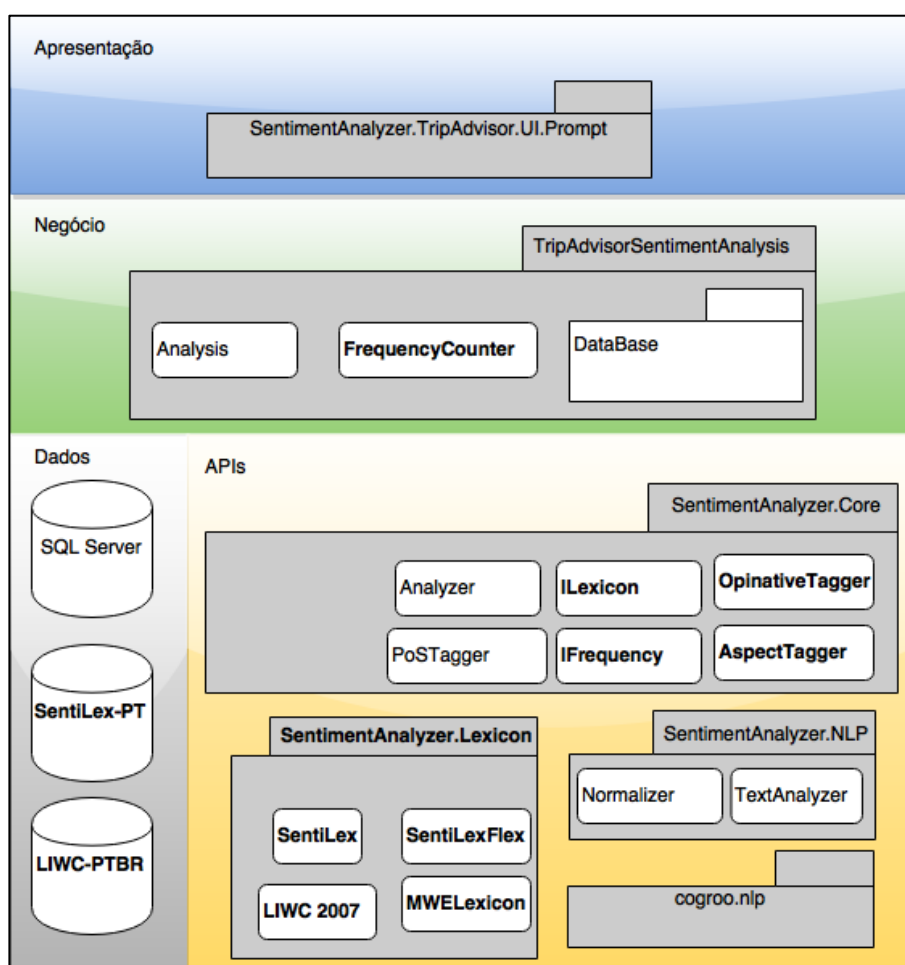 Apresentação
SentimentAnalyzer.TripAdvisor.UI.Prompt
Negócio
TripAdvisorSentimentAnalysis
Analysis
FrequencyCounter
DataBase
Dados
SQL Server
SentiLex-PT
LIWC-PTBR
APIs
SentimentAnalyzer.Core
Analyzer
ILexicon
OpinativeTagger
PoSTagger
IFrequency
AspectTagger
SentimentAnalyzer.Lexicon
SentiLex
SentiLexFlex
LIWC 2007
MWELexicon
SentimentAnalyzer.NLP
Normalizer
TextAnalyzer
cogroo.nlp